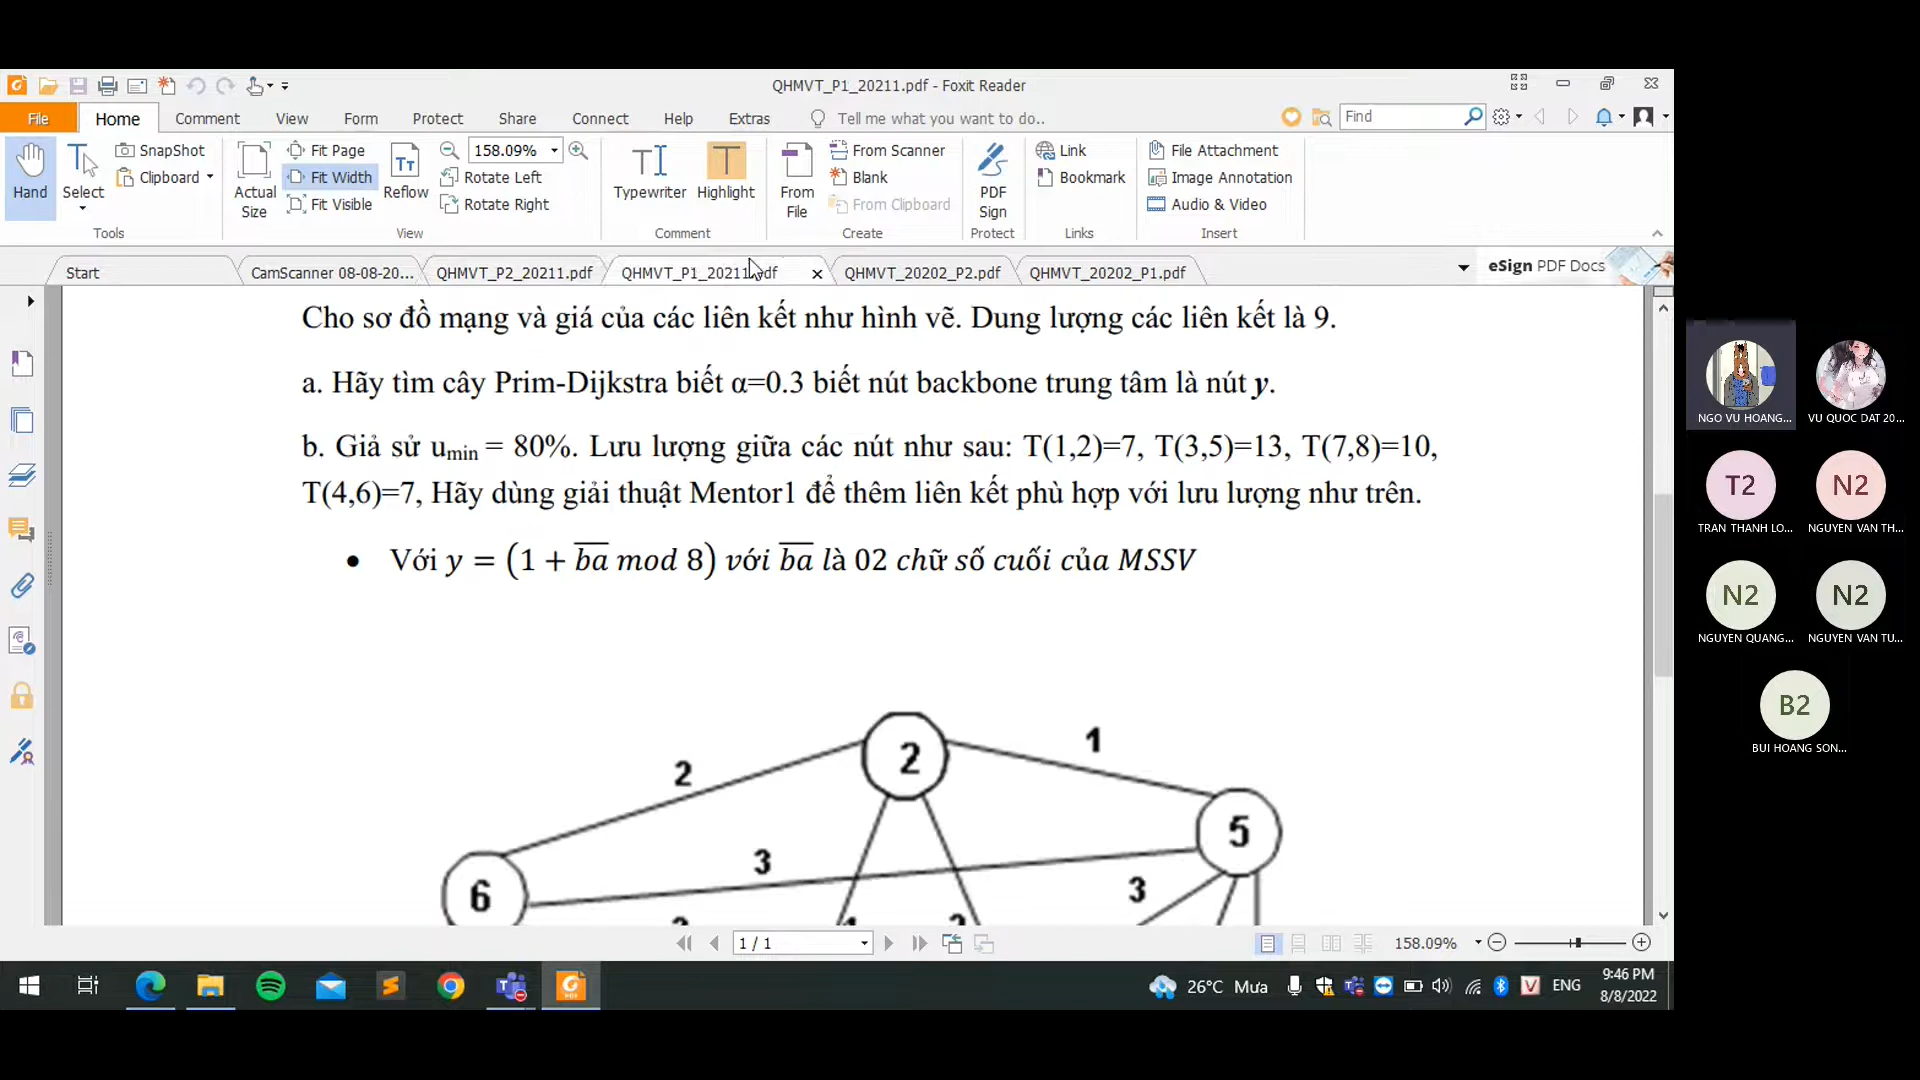 QHMVT_P1_20211.pdf - Foxit Reader
File Home Comment View Form Protect Share Connect Help Extras Tell me what you want to do.. Find
Hand
Select
SnapShot
Clipboard
Tools
Actual Size
Fit Page
Fit Width
Fit Visible
Reflow
158.09%
Rotate Left
Rotate Right
View
Typewriter
Highlight
Comment
From File
From Scanner
Blank
From Clipboard
Create
PDF Sign
Protect
Link
Bookmark
Links
File Attachment
Image Annotation
Audio & Video
Insert
Start CamScanner 08-08-20... QHMVT_P2_20211.pdf QHMVT_P1_20211.pdf QHMVT_20202_P2.pdf QHMVT_20202_P1.pdf eSign PDF Docs
Cho sơ đồ mạng và giá của các liên kết như hình vẽ. Dung lượng các liên kết là 9.
a. Hãy tìm cây Prim-Dijkstra biết α=0.3 biết nút backbone trung tâm là nút y.
b. Giả sử umin = 80%. Lưu lượng giữa các nút như sau: T(1,2)=7, T(3,5)=13, T(7,8)=10,
T(4,6)=7, Hãy dùng giải thuật Mentor1 để thêm liên kết phù hợp với lưu lượng như trên.
• Với y = (1 + ba mod 8) với ba là 02 chữ số cuối của MSSV
2
1
2
5
3
6
3
1 / 1
158.09%
26°C Mưa
ENG
9:46 PM
8/8/2022
NGO VU HOANG...
VU QUOC DAT 20...
T2
TRAN THANH LO...
N2
NGUYEN VAN TH...
N2
NGUYEN QUANG...
N2
NGUYEN VAN TU...
B2
BUI HOANG SON...